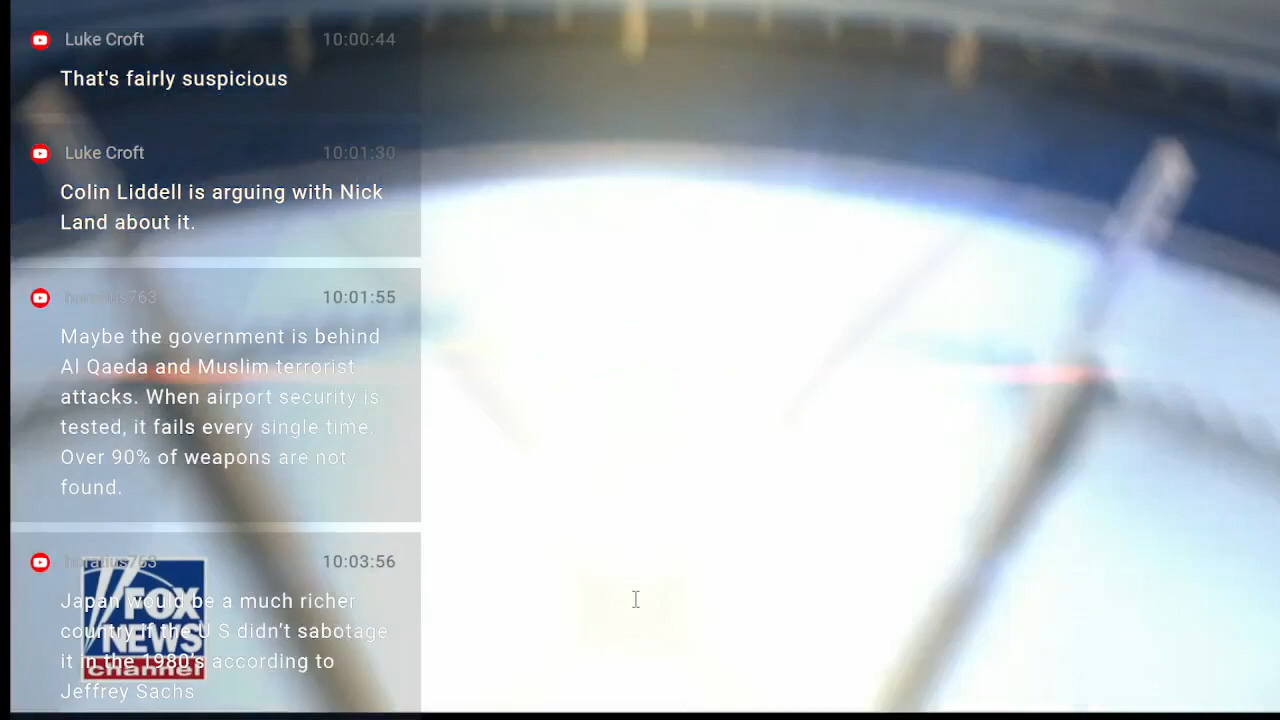 Luke Croft 10:00:44
That's fairly suspicious
Luke Croft 10:01:30
Colin Liddell is arguing with Nick
Land about it.
horatius763 10:01:55
Maybe the government is behind
Al Qaeda and Muslim terrorist
attacks. When airport security is
tested, it fails every single time.
Over 90% of weapons are not
found.
horatius763 10:03:56
Japan would be a much richer
country if the U S didn't sabotage
it in the 1980's according to
Jeffrey Sachs
FOX
NEWS
channel